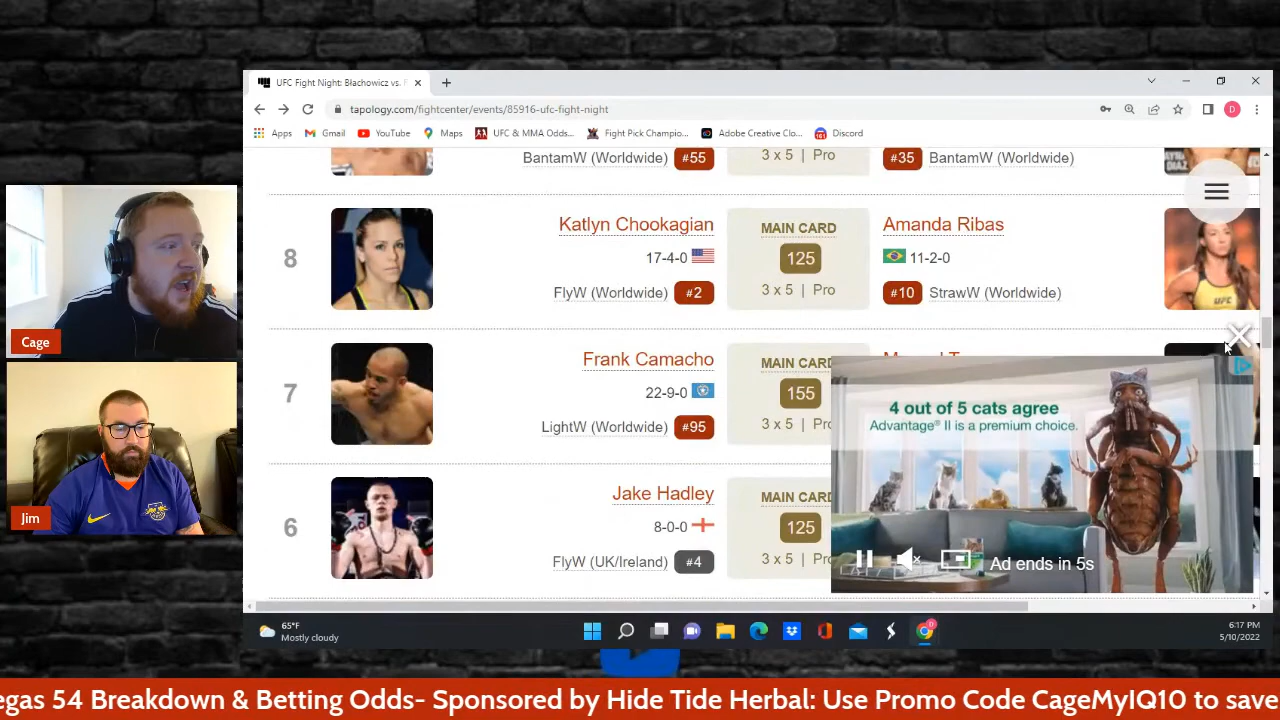 UFC Fight Night: Błachowicz vs.
tapology.com/fightcenter/events/85916-ufc-fight-night
Apps Gmail YouTube Maps UFC & MMA Odds... Fight Pick Champio... Adobe Creative Clo... Discord
BantamW (Worldwide) #55 3 x 5 | Pro #35 BantamW (Worldwide)
8 Katlyn Chookagian MAIN CARD Amanda Ribas
17-4-0 125 11-2-0
FlyW (Worldwide) #2 3 x 5 | Pro #10 StrawW (Worldwide)
UFC
Cage
7 Frank Camacho MAIN CARD
22-9-0 155
LightW (Worldwide) #95 3 x 5 | Pro
4 out of 5 cats agree
Advantage® II is a premium choice.
6 Jake Hadley MAIN CARD
8-0-0 125
FlyW (UK/Ireland) #4 3 x 5 | Pro
Ad ends in 5s
Jim
65°F
Mostly cloudy
6:17 PM
5/10/2022
egas 54 Breakdown & Betting Odds- Sponsored by Hide Tide Herbal: Use Promo Code CageMyIQ10 to save